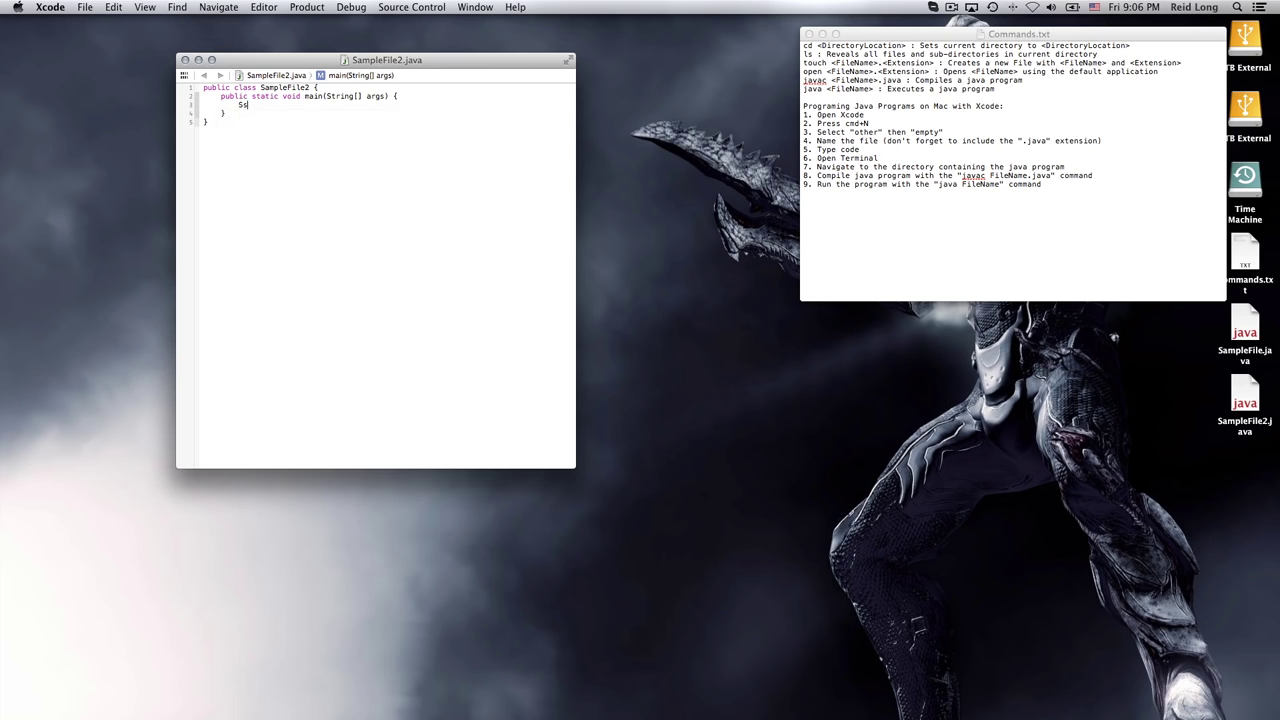 Xcode File Edit View Find Navigate Editor Product Debug Source Control Window Help
Fri 9:06 PM Reid Long
SampleFile2.java
SampleFile2.java M main(String[] args)
1 public class SampleFile2 {
2 public static void main(String[] args) {
3 Ss
4 }
5 }
Commands.txt
cd <DirectoryLocation> : Sets current directory to <DirectoryLocation>
ls : Reveals all files and sub-directories in current directory
touch <FileName>.<Extension> : Creates a new File with <FileName> and <Extension>
open <FileName>.<Extension> : Opens <FileName> using the default application
javac <FileName>.java : Compiles a java program
java <FileName> : Executes a java program
Programing Java Programs on Mac with Xcode:
1. Open Xcode
2. Press cmd+N
3. Select "other" then "empty"
4. Name the file (don't forget to include the ".java" extension)
5. Type code
6. Open Terminal
7. Navigate to the directory containing the java program
8. Compile java program with the "javac FileName.java" command
9. Run the program with the "java FileName" command
TB External
TB External
Time
Machine
TXT
ommands.tx
t
java
SampleFile.ja
va
java
SampleFile2.j
ava